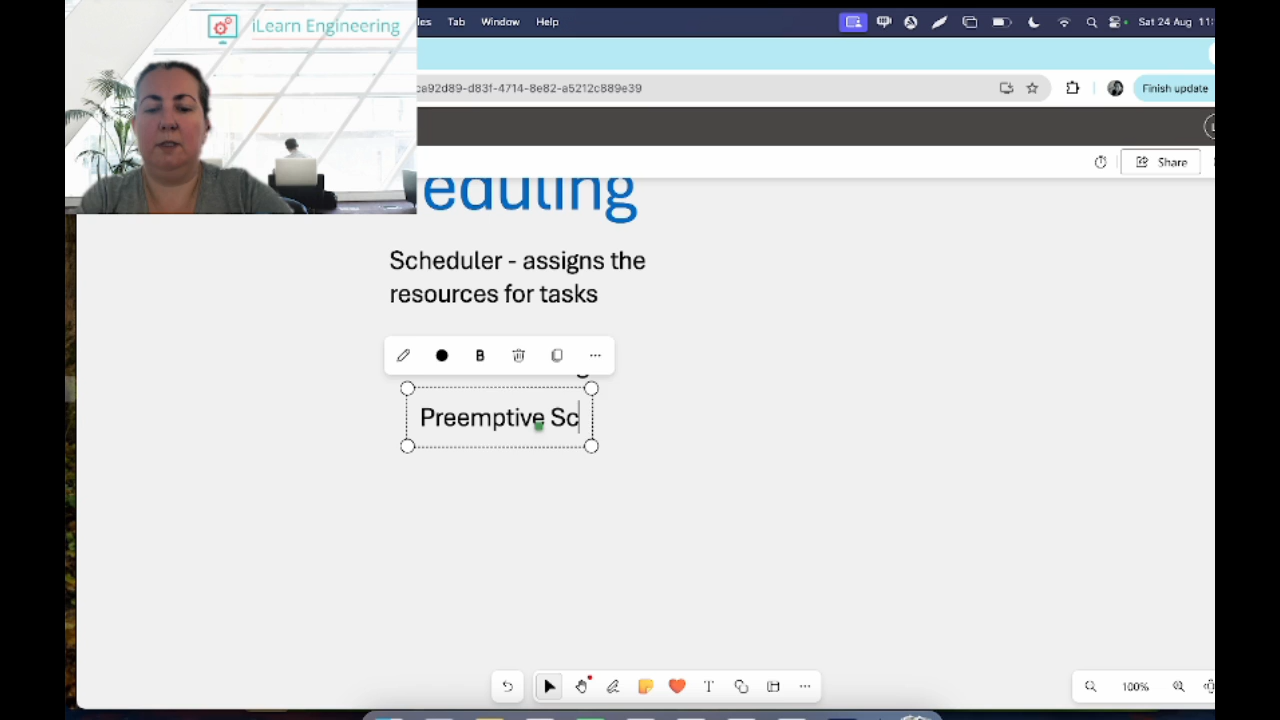 iLearn Engineering
les Tab Window Help
Sat 24 Aug 11:
ca92d89-d83f-4714-8e82-a5212c889e39
Finish update
Share
eduling
Scheduler - assigns the
resources for tasks
B
Preemptive Sc
T
100%